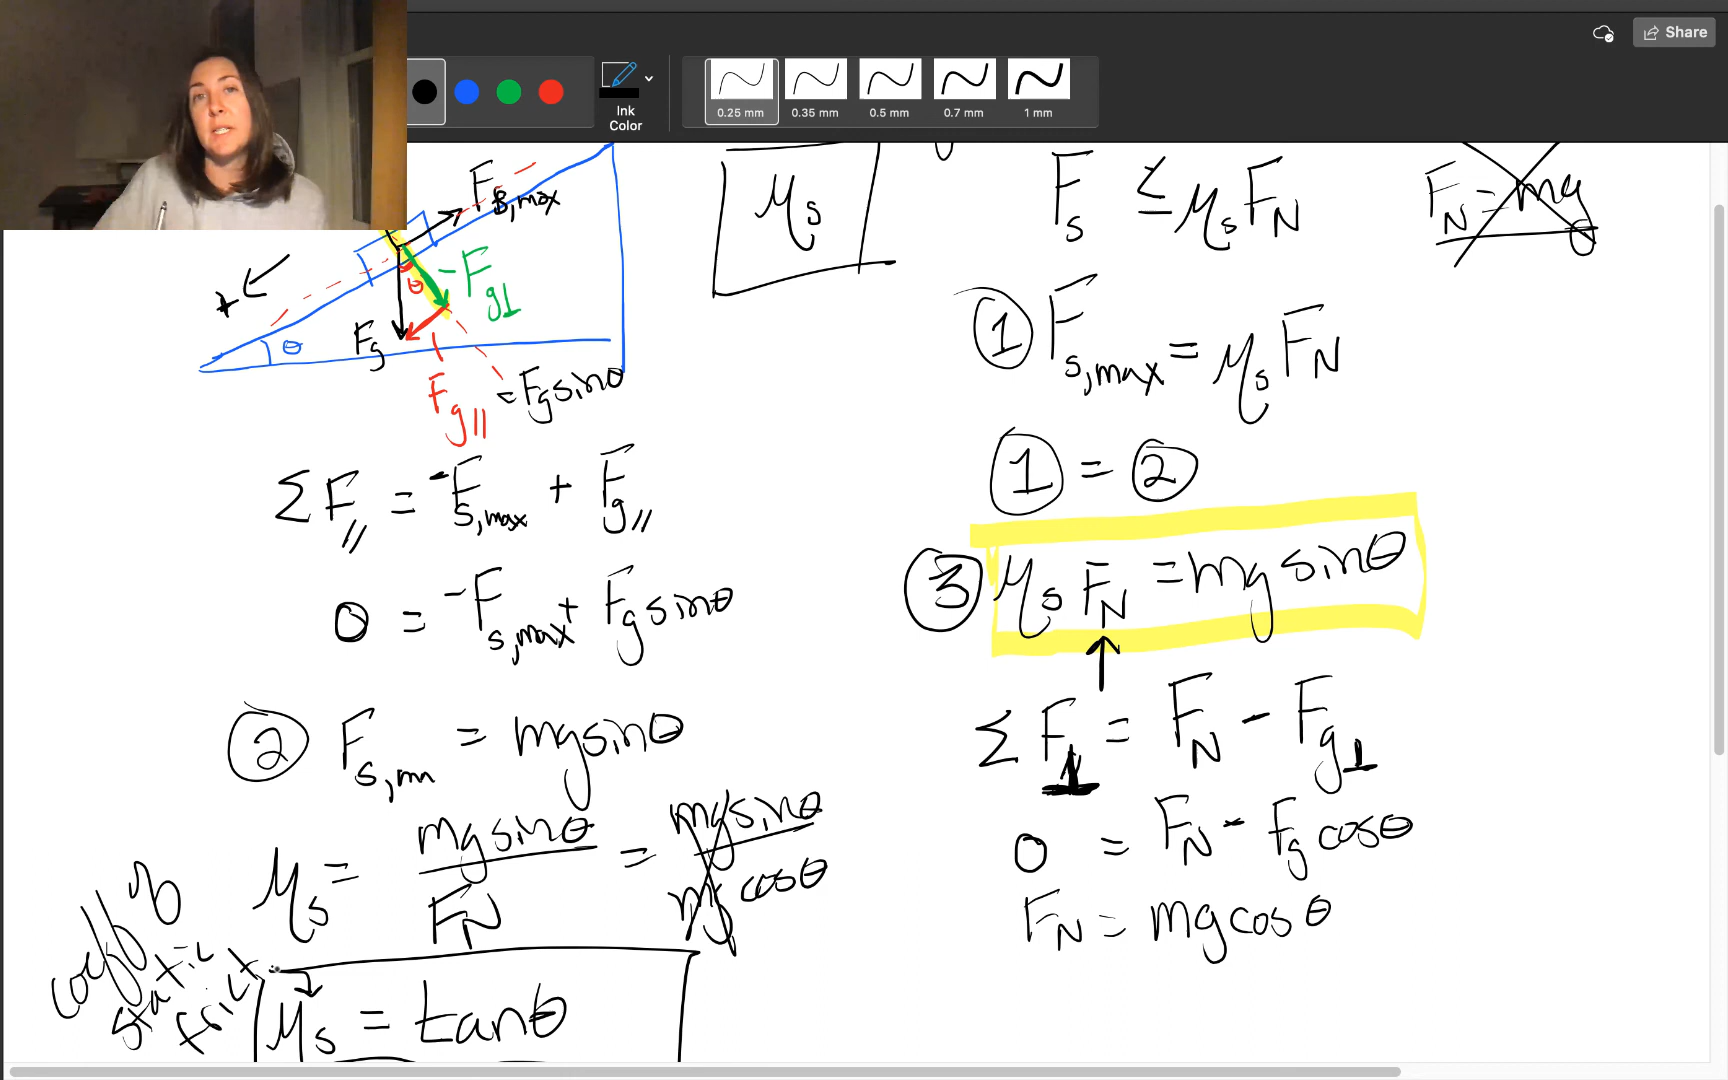 Share
Ink
Color
0.25 mm
0.35 mm
0.5 mm
0.7 mm
1 mm
F s,max
+
θ
-Fg⊥
Fg
θ
Fg||
= Fg sinθ
μs
Fs ≤ μs FN
FN = mg
① Fs,max = μs FN
① = ②
③ μs FN = mg sinθ
ΣF// = -Fs,max + Fg//
0 = -Fs,max + Fg sinθ
② Fs,m = mg sinθ
μs = mg sinθ / FN = mg sinθ / mg cosθ
coeff of
static
frict
μs = tanθ
ΣF⊥ = FN - Fg⊥
0 = FN - Fg cosθ
FN = mg cosθ